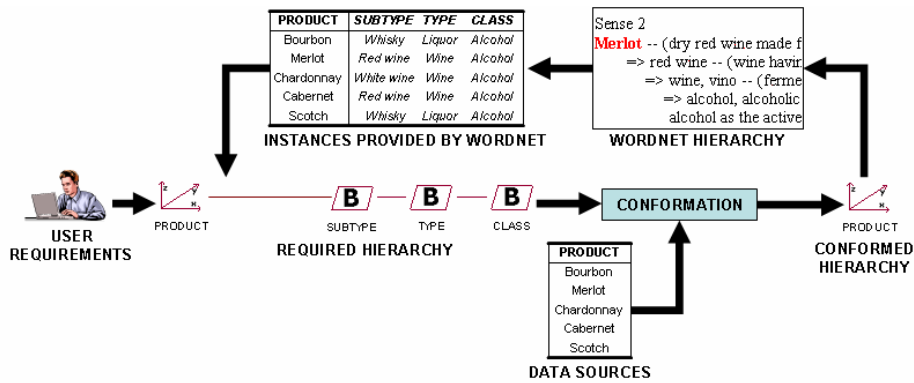 PRODUCT SUBTYPE TYPE CLASS
Bourbon Whisky Liquor Alcohol
Merlot Red wine Wine Alcohol
Chardonnay White wine Wine Alcohol
Cabernet Red wine Wine Alcohol
Scotch Whisky Liquor Alcohol
INSTANCES PROVIDED BY WORDNET
Sense 2
Merlot -- (dry red wine made f
=> red wine -- (wine havin
=> wine, vino -- (ferme
=> alcohol, alcoholic
alcohol as the active
WORDNET HIERARCHY
USER
REQUIREMENTS
Z
Y
X
PRODUCT
B
SUBTYPE
B
TYPE
B
CLASS
REQUIRED HIERARCHY
CONFORMATION
Z
Y
X
PRODUCT
CONFORMED
HIERARCHY
PRODUCT
Bourbon
Merlot
Chardonnay
Cabernet
Scotch
DATA SOURCES